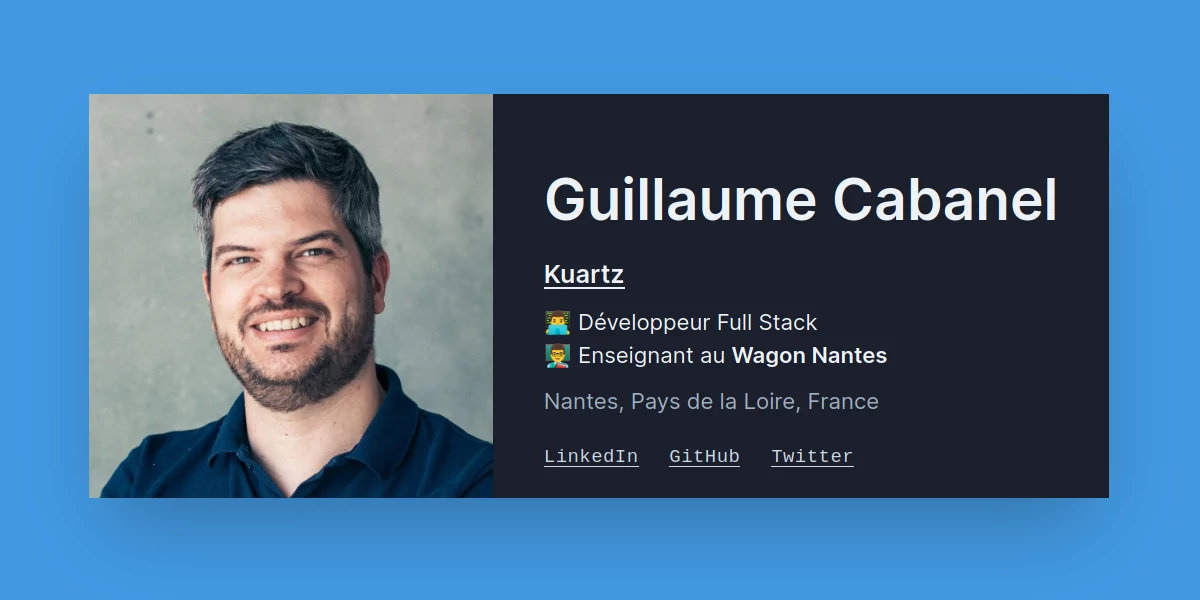 Guillaume Cabanel
Kuartz
👨‍💻 Développeur Full Stack
👨‍🏫 Enseignant au Wagon Nantes
Nantes, Pays de la Loire, France
LinkedIn GitHub Twitter